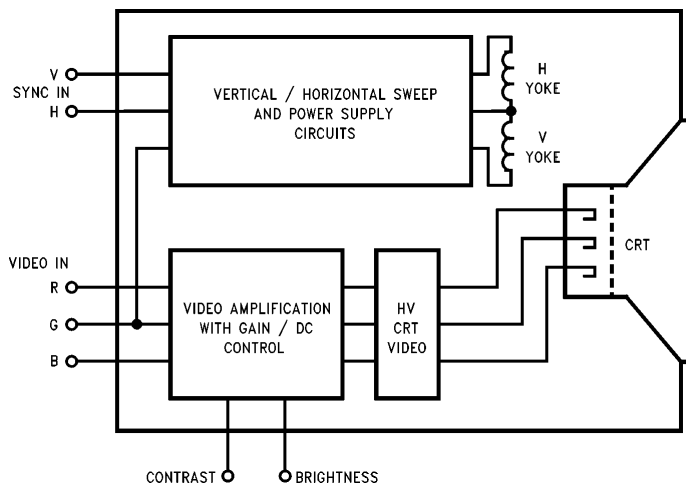 V
SYNC IN
H
VERTICAL / HORIZONTAL SWEEP
AND POWER SUPPLY
CIRCUITS
H
YOKE
V
YOKE
CRT
VIDEO IN
R
G
B
VIDEO AMPLIFICATION
WITH GAIN / DC
CONTROL
HV
CRT
VIDEO
CONTRAST
BRIGHTNESS